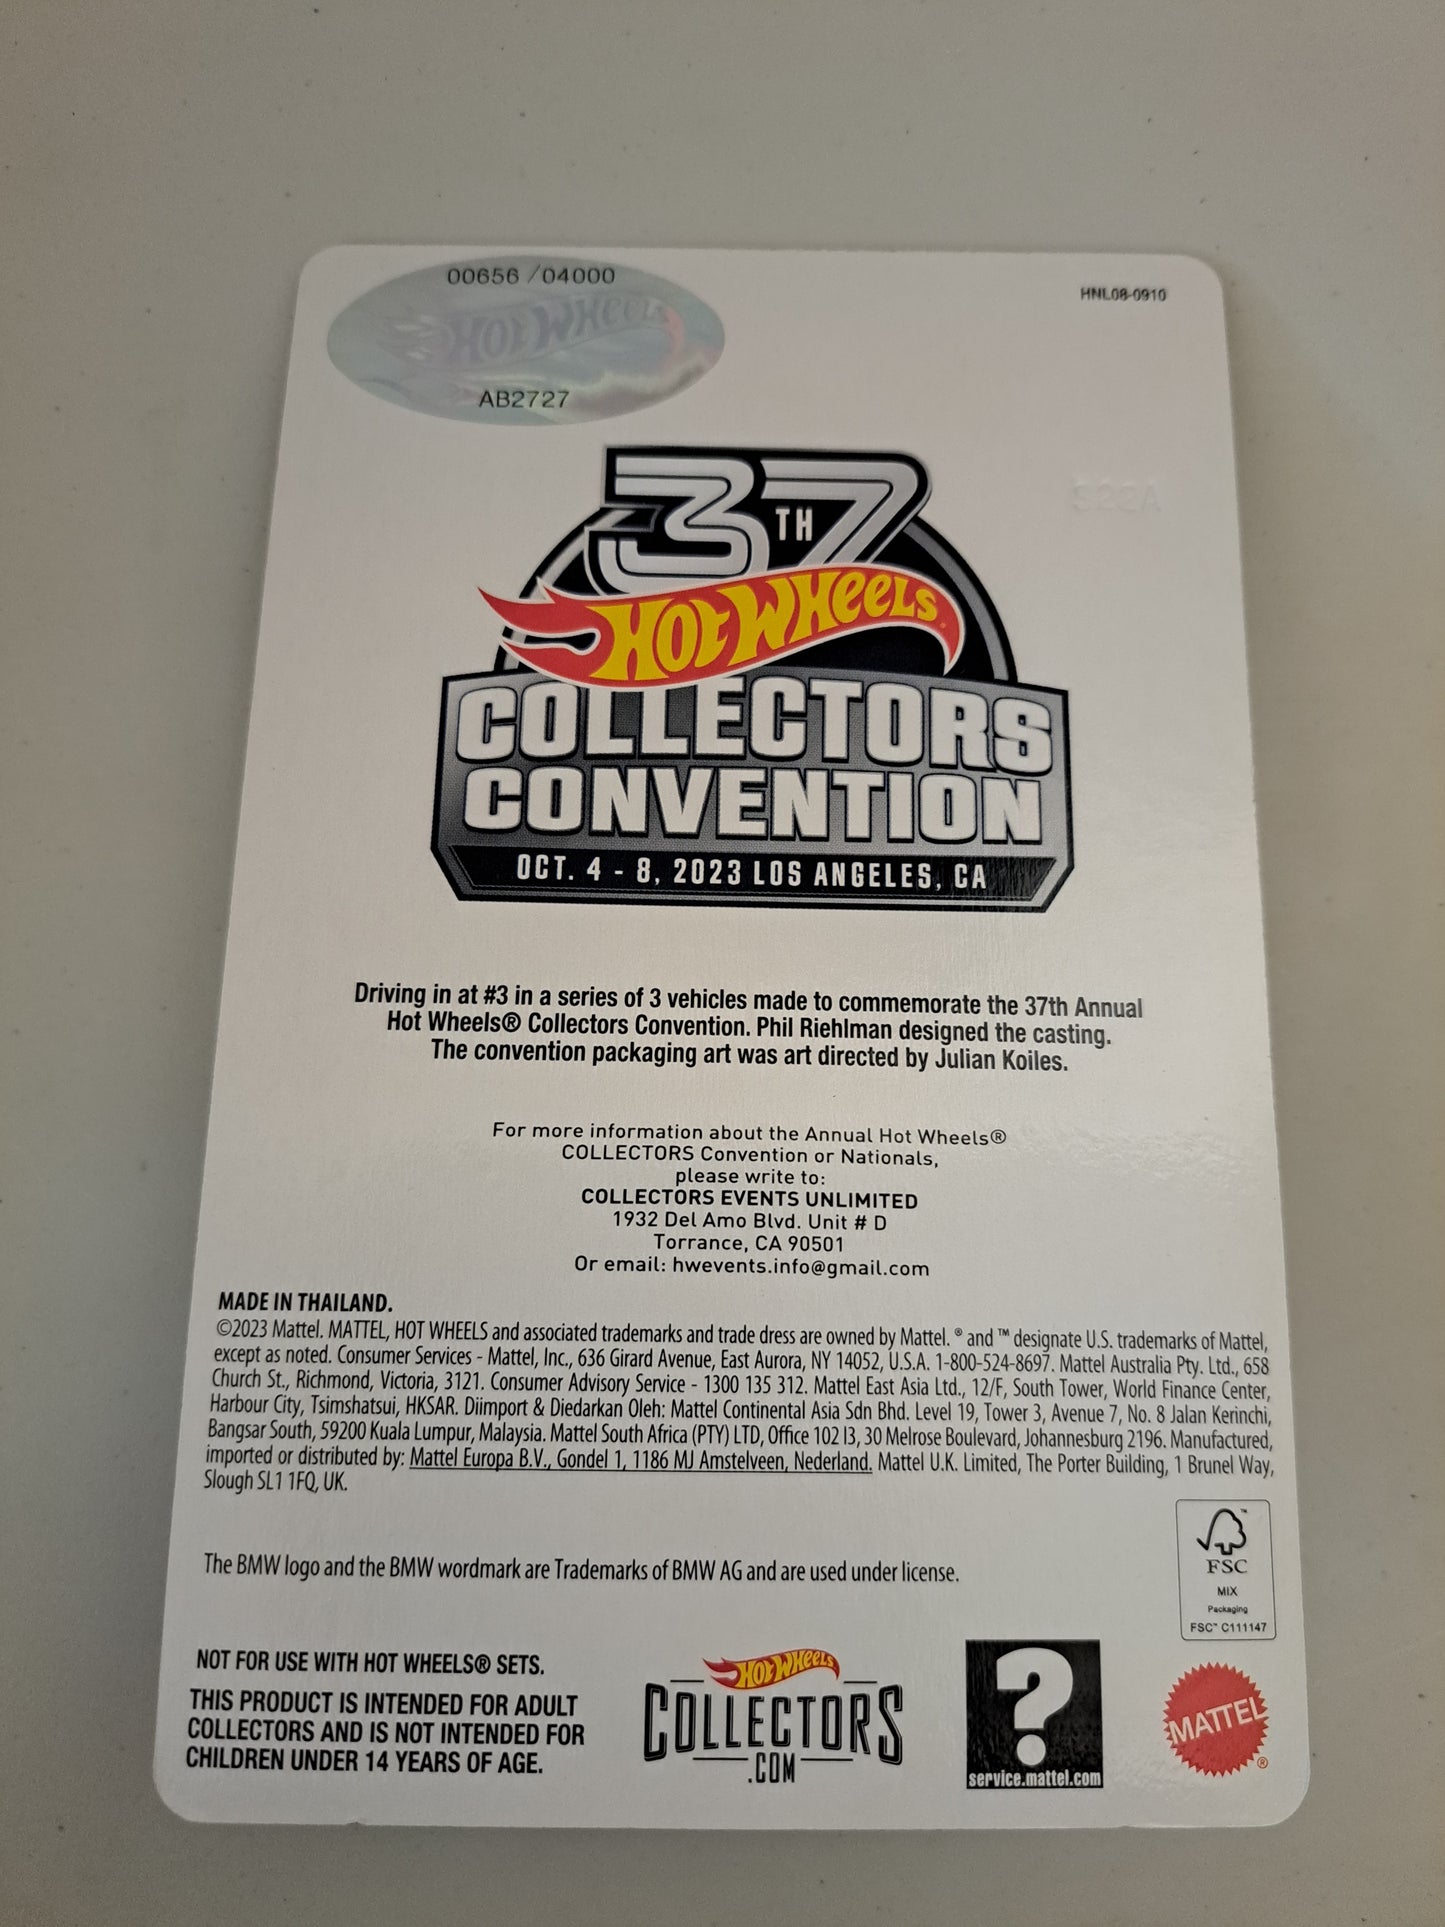 00656 /04000
HOT WHEELS
AB2727
HNL08-0910
37TH
HOT WHEELS
COLLECTORS
CONVENTION
OCT. 4 - 8, 2023 LOS ANGELES, CA
Driving in at #3 in a series of 3 vehicles made to commemorate the 37th Annual
Hot Wheels® Collectors Convention. Phil Riehlman designed the casting.
The convention packaging art was art directed by Julian Koiles.
For more information about the Annual Hot Wheels®
COLLECTORS Convention or Nationals,
please write to:
COLLECTORS EVENTS UNLIMITED
1932 Del Amo Blvd. Unit # D
Torrance, CA 90501
Or email: hwevents.info@gmail.com
MADE IN THAILAND.
©2023 Mattel. MATTEL, HOT WHEELS and associated trademarks and trade dress are owned by Mattel. ® and ™ designate U.S. trademarks of Mattel,
except as noted. Consumer Services - Mattel, Inc., 636 Girard Avenue, East Aurora, NY 14052, U.S.A. 1-800-524-8697. Mattel Australia Pty. Ltd., 658
Church St., Richmond, Victoria, 3121. Consumer Advisory Service - 1300 135 312. Mattel East Asia Ltd., 12/F, South Tower, World Finance Center,
Harbour City, Tsimshatsui, HKSAR. Diimport & Diedarkan Oleh: Mattel Continental Asia Sdn Bhd. Level 19, Tower 3, Avenue 7, No. 8 Jalan Kerinchi,
Bangsar South, 59200 Kuala Lumpur, Malaysia. Mattel South Africa (PTY) LTD, Office 102 I3, 30 Melrose Boulevard, Johannesburg 2196. Manufactured,
imported or distributed by: Mattel Europa B.V., Gondel 1, 1186 MJ Amstelveen, Nederland. Mattel U.K. Limited, The Porter Building, 1 Brunel Way,
Slough SL1 1FQ, UK.
The BMW logo and the BMW wordmark are Trademarks of BMW AG and are used under license.
FSC
MIX
Packaging
FSC™ C111147
NOT FOR USE WITH HOT WHEELS® SETS.
THIS PRODUCT IS INTENDED FOR ADULT
COLLECTORS AND IS NOT INTENDED FOR
CHILDREN UNDER 14 YEARS OF AGE.
HOT WHEELS
COLLECTORS
.COM
?
service.mattel.com
MATTEL®